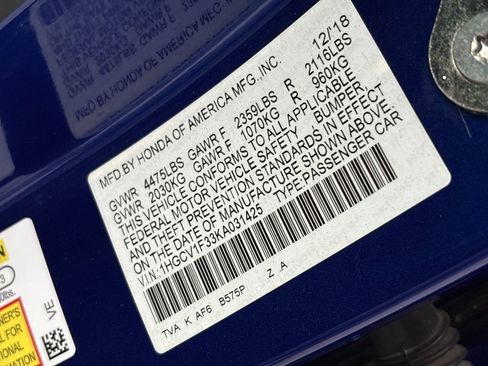 MFD.BY HONDA OF AMERICA MFG.,INC. 12/18
GVWR 4475LBS GAWR F 2359LBS R 2116LBS
GVWR 2030KG GAWR F 1070KG R 960KG
THIS VEHICLE CONFORMS TO ALL APPLICABLE
FEDERAL MOTOR VEHICLE SAFETY, BUMPER,
AND THEFT PREVENTION STANDARDS IN EFFECT
ON THE DATE OF MANUFACTURE SHOWN ABOVE.
V.I.N.: 1HGCV1F33KA031425 TYPE:PASSENGER CAR
TVA K AF6 B575P Z A
VE